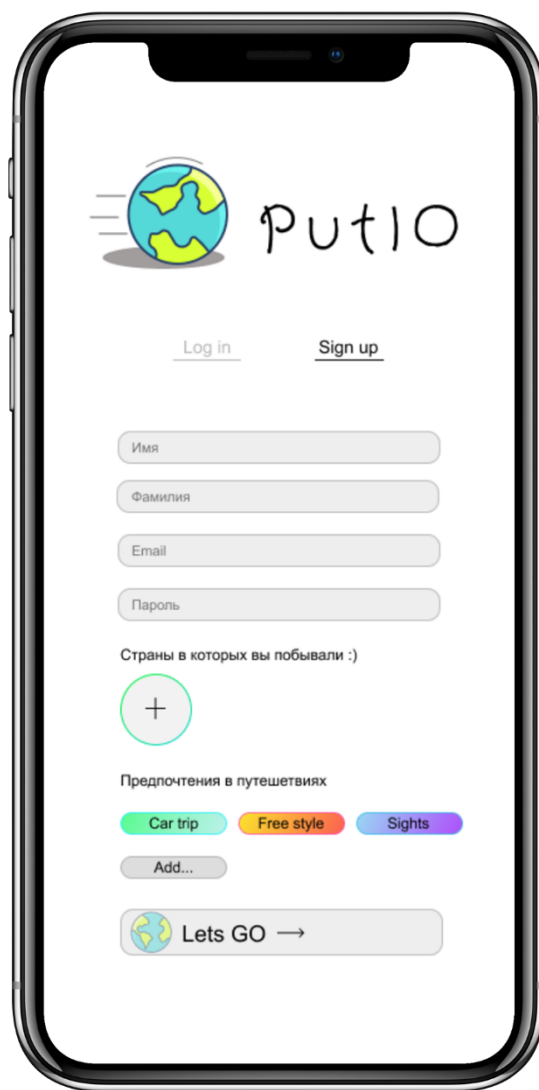 PUTIO
Log in Sign up
Имя
Фамилия
Email
Пароль
Страны в которых вы побывали :)
+
Предпочтения в путешетвиях
Car trip Free style Sights
Add...
Lets GO →